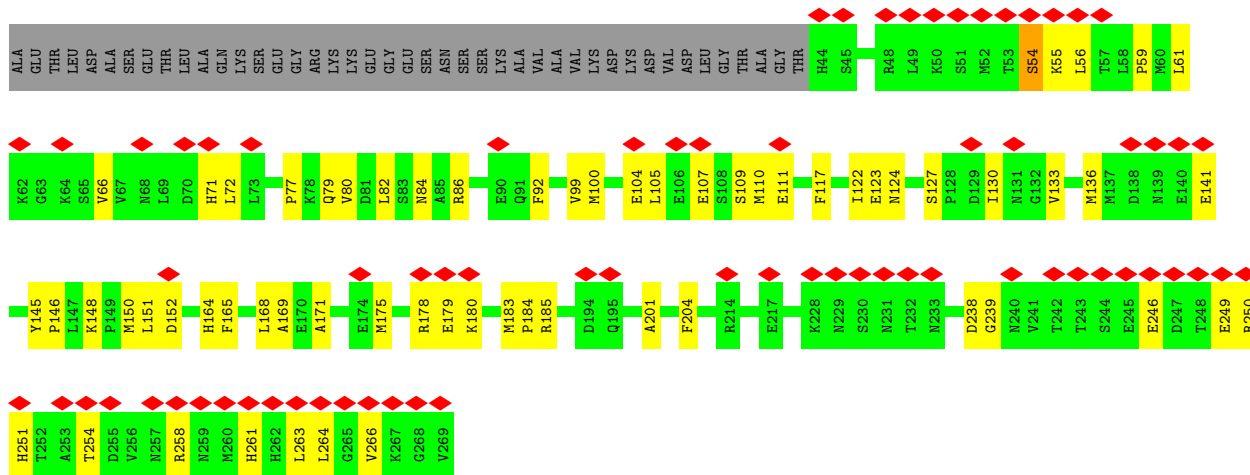 ALA GLU THR LEU ASP ALA SER GLU THR LEU ALA GLN LYS SER GLU GLY ARG LYS LYS GLU GLY GLU SER ASN SER SER LYS ALA VAL ALA VAL LYS ASP LYS ASP VAL ASP LEU GLY THR ALA GLY THR H44 S45 R48 L49 K50 S51 M52 T53 S54 K55 L56 T57 L58 P59 M60 L61
K62 G63 K64 S65 V66 V67 N68 L69 D70 H71 L72 L73 P77 K78 Q79 V80 D81 L82 S83 N84 A85 R86 E90 Q91 F92 V99 M100 E104 L105 E106 E107 S108 S109 M110 E111 F117 I122 E123 N124 S127 P128 D129 I130 N131 G132 V133 M136 M137 D138 N139 E140 E141
Y145 P146 L147 K148 P149 M150 L151 D152 H164 F165 L168 A169 E170 A171 E174 M175 R178 E179 K180 M183 P184 R185 D194 Q195 A201 F204 R214 E217 K228 N229 S230 N231 T232 N233 D238 G239 N240 V241 T242 T243 S244 E245 E246 D247 T248 E249 R250
H251 T252 A253 T254 D255 V256 N257 R258 N259 M260 H261 H262 L263 L264 G265 V266 K267 G268 V269